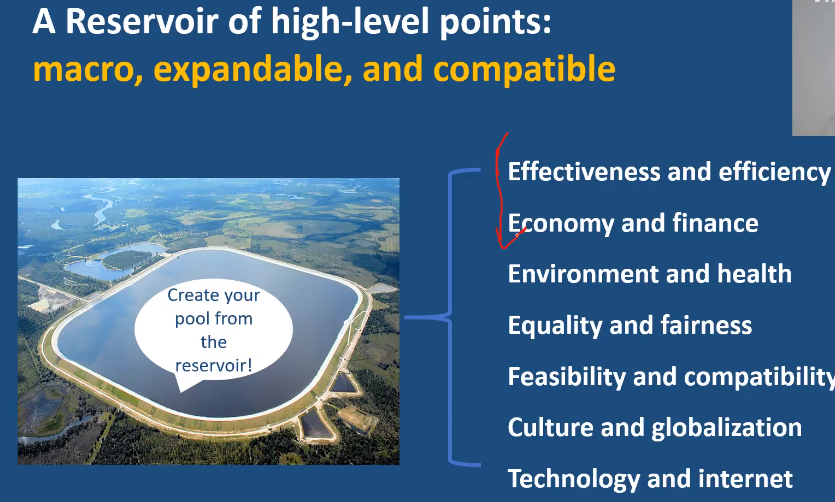 A Reservoir of high-level points:
macro, expandable, and compatible
Create your
pool from
the
reservoir!
Effectiveness and efficiency
Economy and finance
Environment and health
Equality and fairness
Feasibility and compatibility
Culture and globalization
Technology and internet